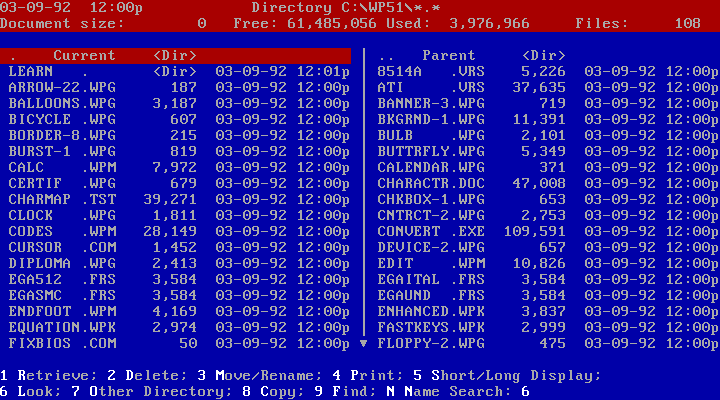 03-09-92  12:00p             Directory C:\WP51\*.*
Document size:        0   Free: 61,485,056 Used:  3,976,966     Files:     108
.    Current    <Dir>                    ..   Parent     <Dir>
LEARN    .      <Dir>  03-09-92 12:01p   8514A   .VRS    5,226  03-09-92 12:00p
ARROW-22.WPG      187  03-09-92 12:00p   ATI     .VRS   37,635  03-09-92 12:00p
BALLOONS.WPG    3,187  03-09-92 12:00p   BANNER-3.WPG      719  03-09-92 12:00p
BICYCLE .WPG      607  03-09-92 12:00p   BKGRND-1.WPG   11,391  03-09-92 12:00p
BORDER-8.WPG      215  03-09-92 12:00p   BULB    .WPG    2,101  03-09-92 12:00p
BURST-1 .WPG      819  03-09-92 12:00p   BUTTRFLY.WPG    5,349  03-09-92 12:00p
CALC    .WPM    7,972  03-09-92 12:00p   CALENDAR.WPG      371  03-09-92 12:00p
CERTIF  .WPG      679  03-09-92 12:00p   CHARACTR.DOC   47,008  03-09-92 12:00p
CHARMAP .TST   39,271  03-09-92 12:00p   CHKBOX-1.WPG      653  03-09-92 12:00p
CLOCK   .WPG    1,811  03-09-92 12:00p   CNTRCT-2.WPG    2,753  03-09-92 12:00p
CODES   .WPM   28,149  03-09-92 12:00p   CONVERT .EXE  109,591  03-09-92 12:00p
CURSOR  .COM    1,452  03-09-92 12:00p   DEVICE-2.WPG      657  03-09-92 12:00p
DIPLOMA .WPG    2,413  03-09-92 12:00p   EDIT    .WPM   10,826  03-09-92 12:00p
EGA512  .FRS    3,584  03-09-92 12:00p   EGAITAL .FRS    3,584  03-09-92 12:00p
EGASMC  .FRS    3,584  03-09-92 12:00p   EGAUND  .FRS    3,584  03-09-92 12:00p
ENDFOOT .WPM    4,169  03-09-92 12:00p   ENHANCED.WPK    3,837  03-09-92 12:00p
EQUATION.WPK    2,974  03-09-92 12:00p   FASTKEYS.WPK    2,999  03-09-92 12:00p
FIXBIOS .COM       50  03-09-92 12:00p ▼ FLOPPY-2.WPG      475  03-09-92 12:00p
1 Retrieve; 2 Delete; 3 Move/Rename; 4 Print; 5 Short/Long Display;
6 Look; 7 Other Directory; 8 Copy; 9 Find; N Name Search: 6